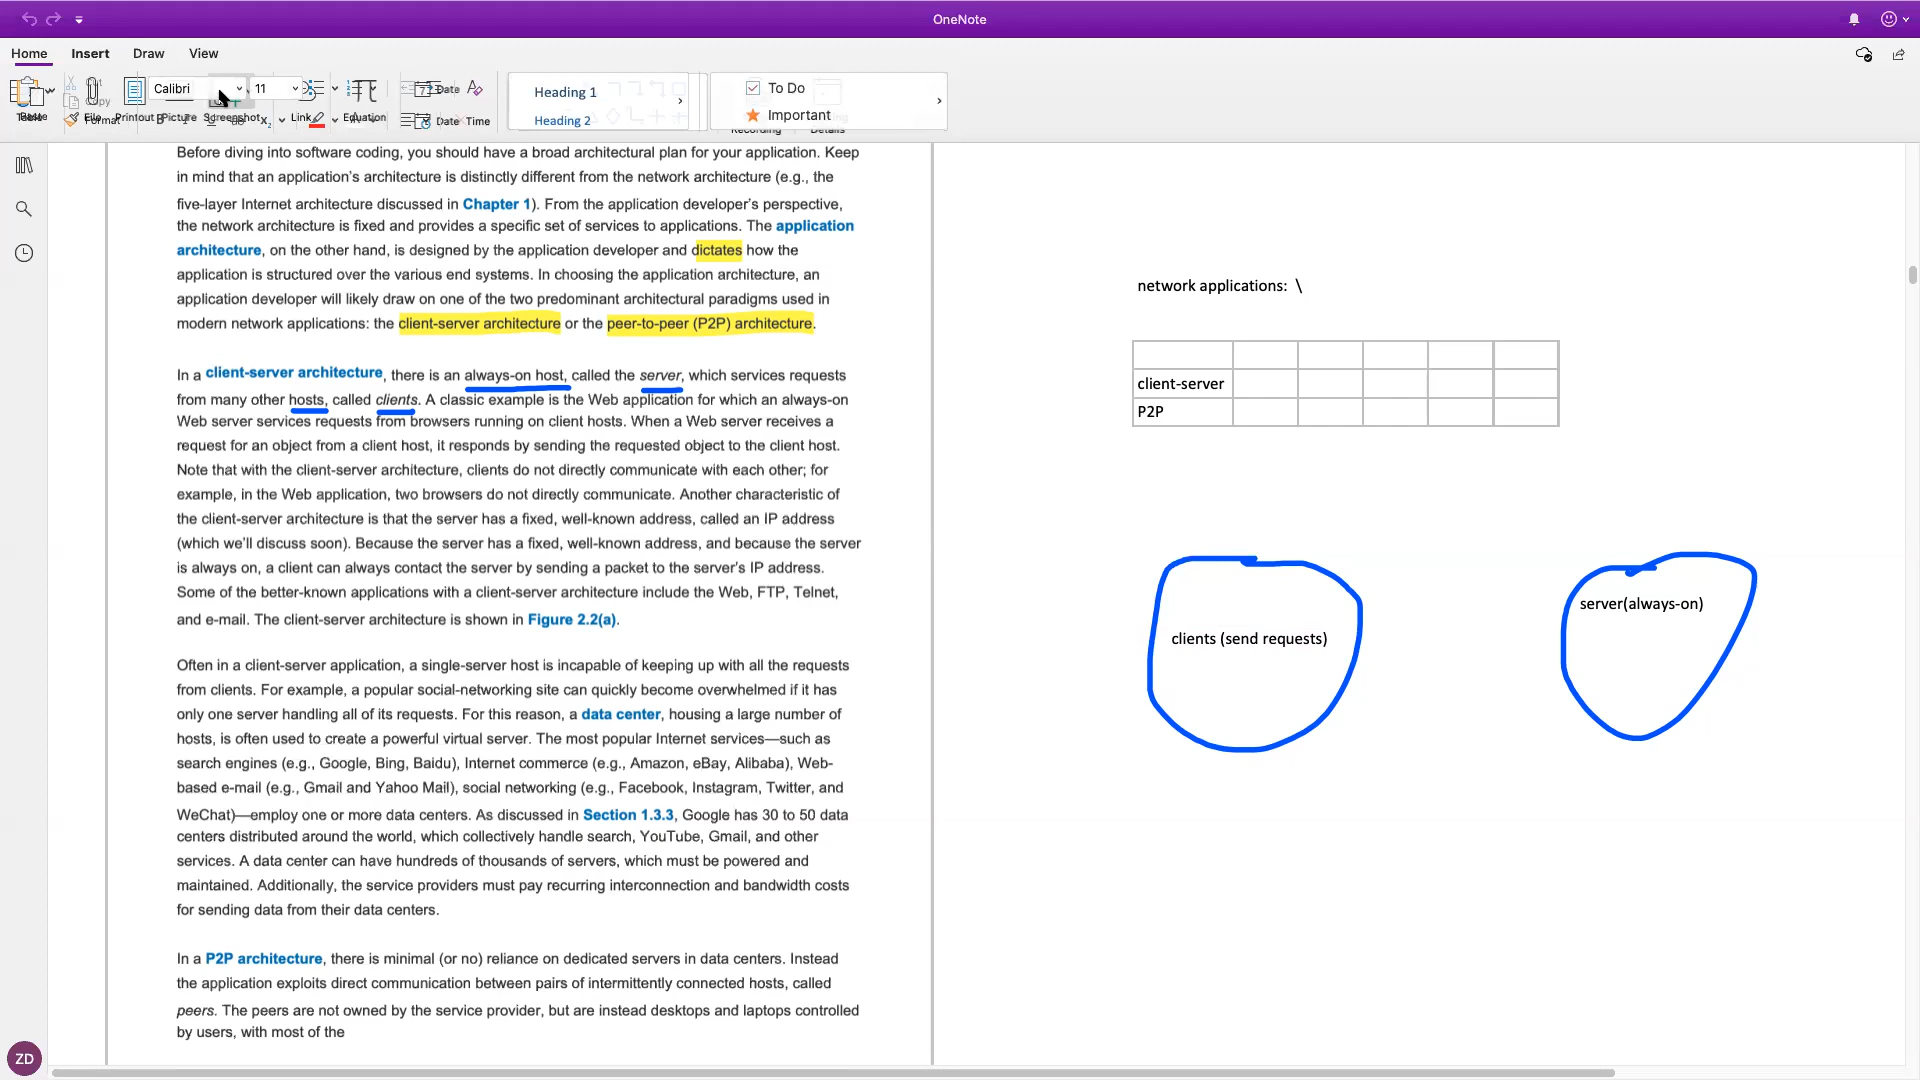 OneNote
Home Insert Draw View
Calibri 11
Date
Heading 1
To Do
Paste
Cut
Copy
Format
Table
File Printout Picture Screenshot Link Equation
Date Time
Heading 2
Important
Recording
Details
Before diving into software coding, you should have a broad architectural plan for your application. Keep
in mind that an application's architecture is distinctly different from the network architecture (e.g., the
five-layer Internet architecture discussed in Chapter 1). From the application developer's perspective,
the network architecture is fixed and provides a specific set of services to applications. The application
architecture, on the other hand, is designed by the application developer and dictates how the
application is structured over the various end systems. In choosing the application architecture, an
application developer will likely draw on one of the two predominant architectural paradigms used in
modern network applications: the client-server architecture or the peer-to-peer (P2P) architecture.
In a client-server architecture, there is an always-on host, called the server, which services requests
from many other hosts, called clients. A classic example is the Web application for which an always-on
Web server services requests from browsers running on client hosts. When a Web server receives a
request for an object from a client host, it responds by sending the requested object to the client host.
Note that with the client-server architecture, clients do not directly communicate with each other; for
example, in the Web application, two browsers do not directly communicate. Another characteristic of
the client-server architecture is that the server has a fixed, well-known address, called an IP address
(which we'll discuss soon). Because the server has a fixed, well-known address, and because the server
is always on, a client can always contact the server by sending a packet to the server's IP address.
Some of the better-known applications with a client-server architecture include the Web, FTP, Telnet,
and e-mail. The client-server architecture is shown in Figure 2.2(a).
Often in a client-server application, a single-server host is incapable of keeping up with all the requests
from clients. For example, a popular social-networking site can quickly become overwhelmed if it has
only one server handling all of its requests. For this reason, a data center, housing a large number of
hosts, is often used to create a powerful virtual server. The most popular Internet services—such as
search engines (e.g., Google, Bing, Baidu), Internet commerce (e.g., Amazon, eBay, Alibaba), Web-
based e-mail (e.g., Gmail and Yahoo Mail), social networking (e.g., Facebook, Instagram, Twitter, and
WeChat)—employ one or more data centers. As discussed in Section 1.3.3, Google has 30 to 50 data
centers distributed around the world, which collectively handle search, YouTube, Gmail, and other
services. A data center can have hundreds of thousands of servers, which must be powered and
maintained. Additionally, the service providers must pay recurring interconnection and bandwidth costs
for sending data from their data centers.
In a P2P architecture, there is minimal (or no) reliance on dedicated servers in data centers. Instead
the application exploits direct communication between pairs of intermittently connected hosts, called
peers. The peers are not owned by the service provider, but are instead desktops and laptops controlled
by users, with most of the
network applications: \
client-server
P2P
clients (send requests)
server(always-on)
ZD